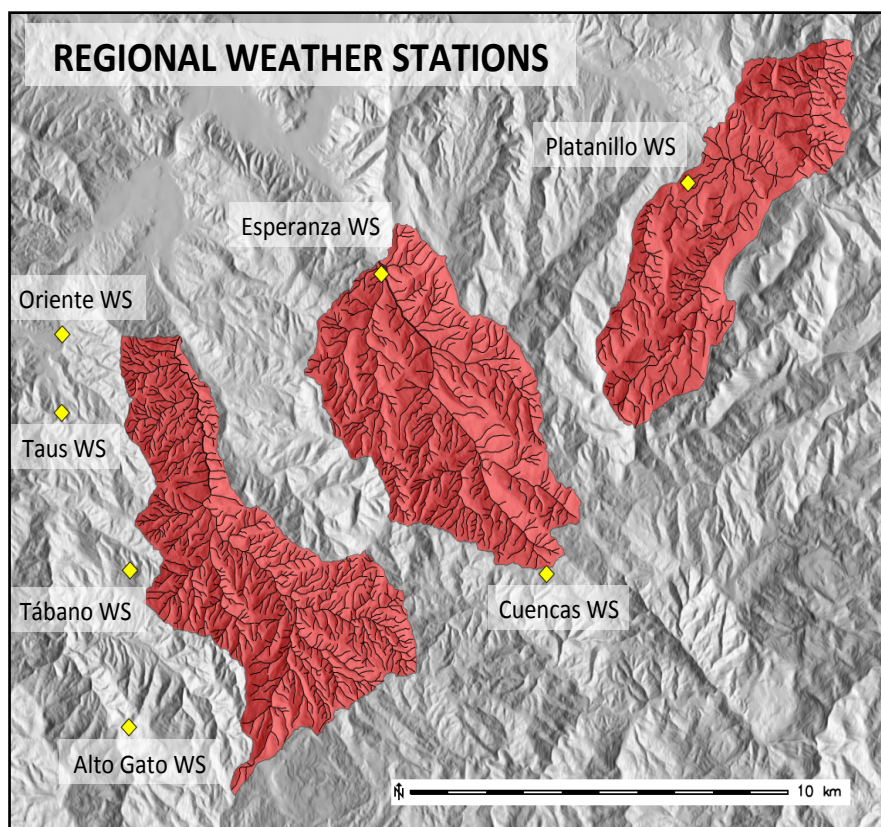 REGIONAL WEATHER STATIONS
Platanillo WS
Esperanza WS
Oriente WS
Taus WS
Tábano WS
Cuencas WS
Alto Gato WS
N 10 km